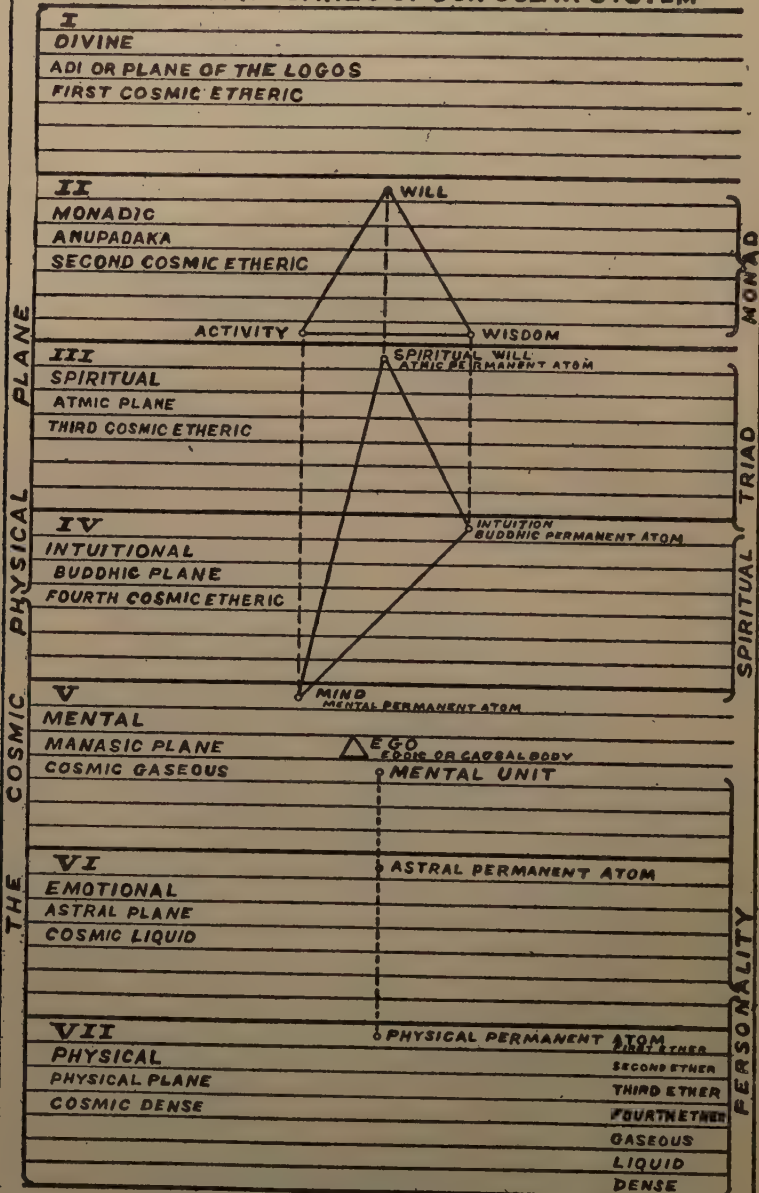 OF OUR SOLAR SYSTEM
I
DIVINE
ADI OR PLANE OF THE LOGOS
FIRST COSMIC ETHERIC
II
WILL
MONADIC
ANUPADAKA
SECOND COSMIC ETHERIC
MONAD
ACTIVITY
WISDOM
III
SPIRITUAL WILL
ATMIC PERMANENT ATOM
SPIRITUAL
ATMIC PLANE
THIRD COSMIC ETHERIC
SPIRITUAL TRIAD
IV
INTUITION
BUDDHIC PERMANENT ATOM
INTUITIONAL
BUDDHIC PLANE
FOURTH COSMIC ETHERIC
V
MIND
MENTAL PERMANENT ATOM
MENTAL
MANASIC PLANE
EGO
EGOIC OR CAUSAL BODY
COSMIC GASEOUS
MENTAL UNIT
VI
ASTRAL PERMANENT ATOM
EMOTIONAL
ASTRAL PLANE
COSMIC LIQUID
PERSONALITY
VII
PHYSICAL PERMANENT ATOM
FIRST ETHER
PHYSICAL
SECOND ETHER
PHYSICAL PLANE
THIRD ETHER
COSMIC DENSE
FOURTH ETHER
GASEOUS
LIQUID
DENSE
THE COSMIC PHYSICAL PLANE